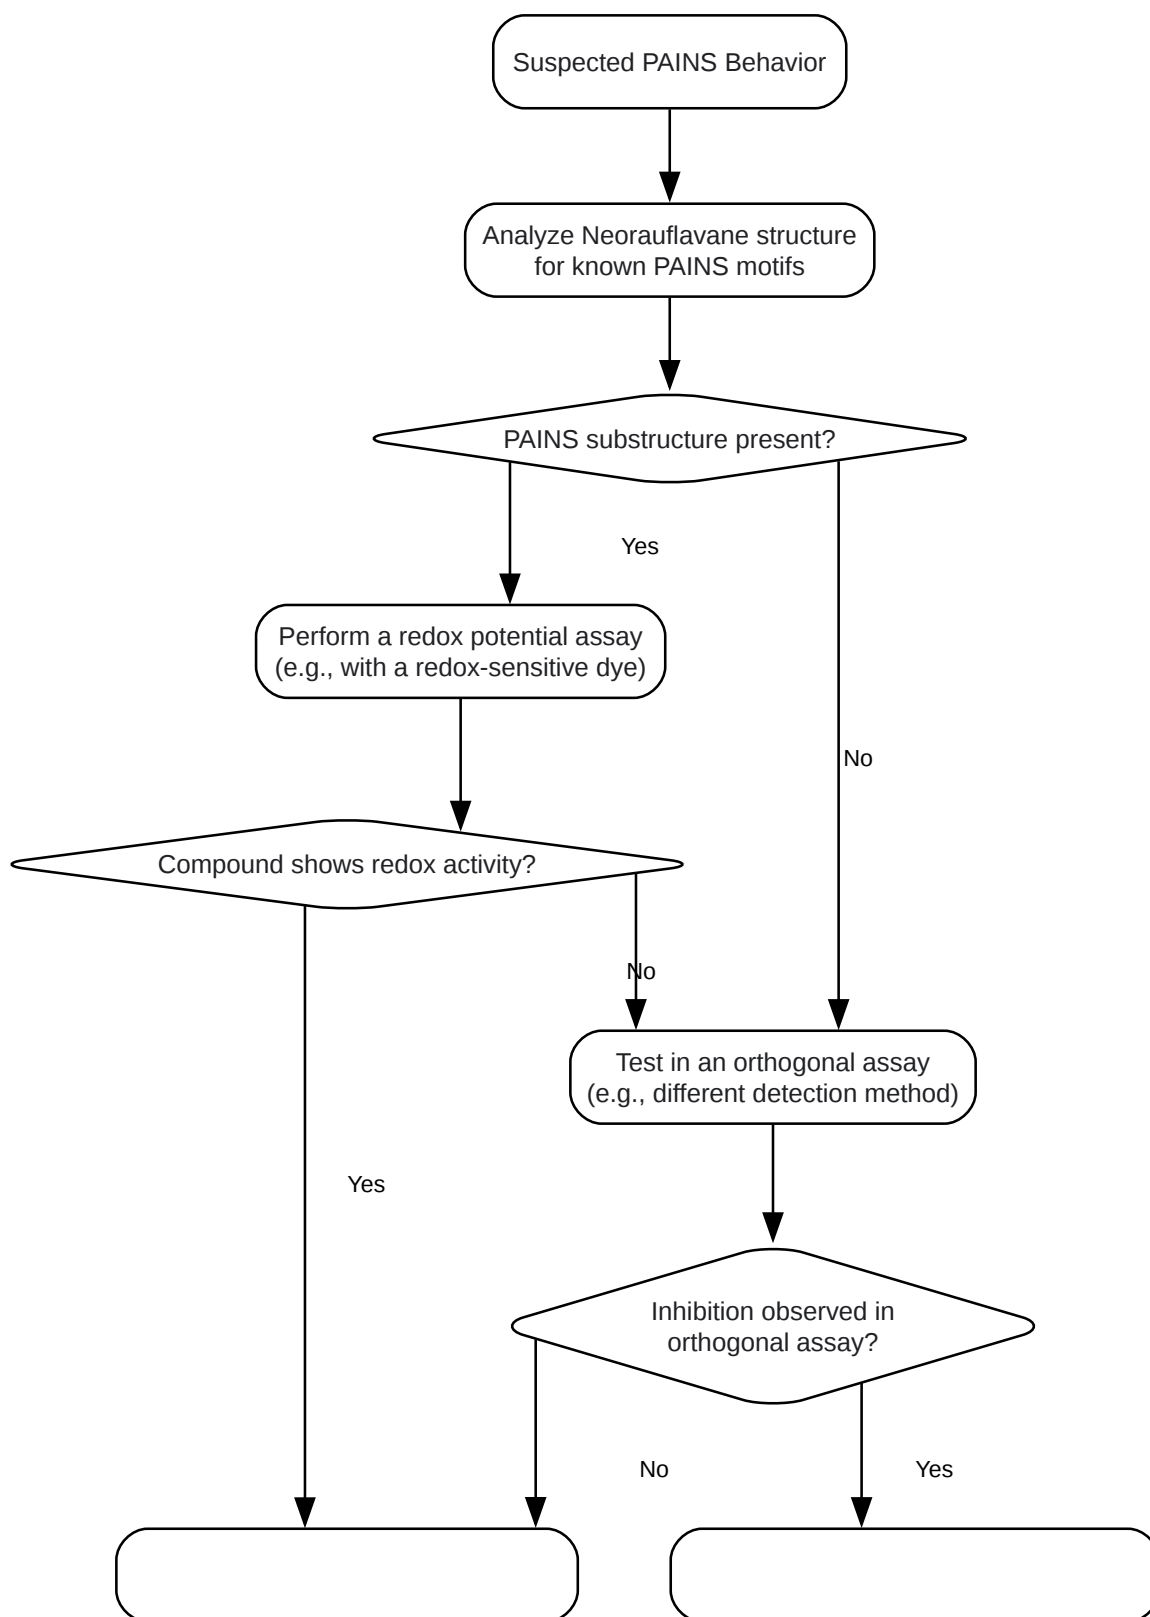 Suspected PAINS Behavior
Analyze Neorauflavane structure
for known PAINS motifs
PAINS substructure present?
Yes
Perform a redox potential assay
(e.g., with a redox-sensitive dye)
No
Compound shows redox activity?
No
Test in an orthogonal assay
(e.g., different detection method)
Yes
Inhibition observed in
orthogonal assay?
No
Yes